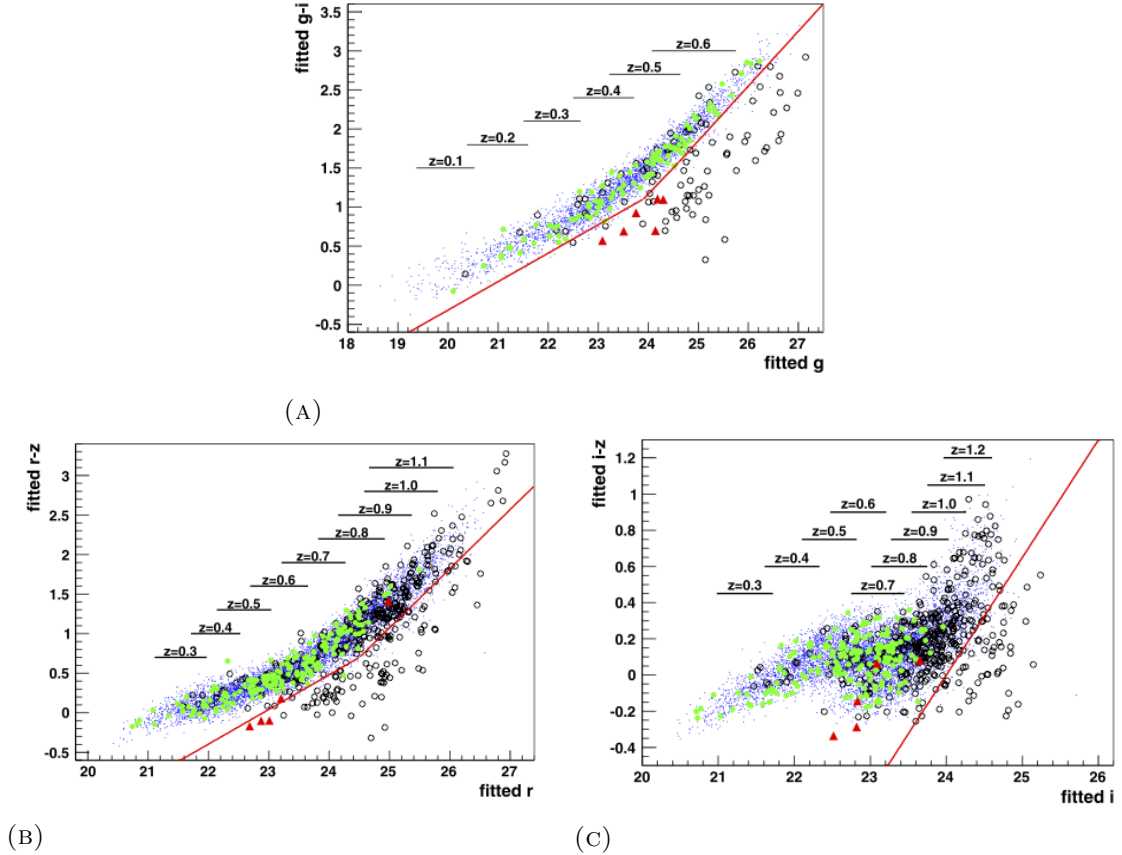 fitted g-i
3.5
3
2.5
2
1.5
1
0.5
0
-0.5
z=0.6
z=0.5
z=0.4
z=0.3
z=0.2
z=0.1
18 19 20 21 22 23 24 25 26 27
fitted g
(A)
fitted r-z
3
2.5
2
1.5
1
0.5
0
-0.5
z=1.1
z=1.0
z=0.9
z=0.8
z=0.7
z=0.6
z=0.5
z=0.4
z=0.3
20 21 22 23 24 25 26 27
fitted r
(B)
fitted i-z
1.2
1
0.8
0.6
0.4
0.2
0
-0.2
-0.4
z=1.2
z=1.1
z=0.6 z=1.0
z=0.5 z=0.9
z=0.4 z=0.8
z=0.3 z=0.7
20 21 22 23 24 25 26
fitted i
(C)